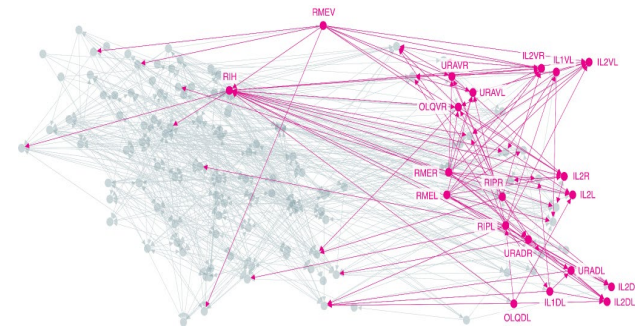 RMEV
IL2VR
IL1VL
IL2VL
URAVR
RIH
URAVL
OLQVR
RMER
RIPR
IL2R
RMEL
IL2L
RIPL
URADR
URADL
IL2D
IL1DL
IL2DL
OLQDL